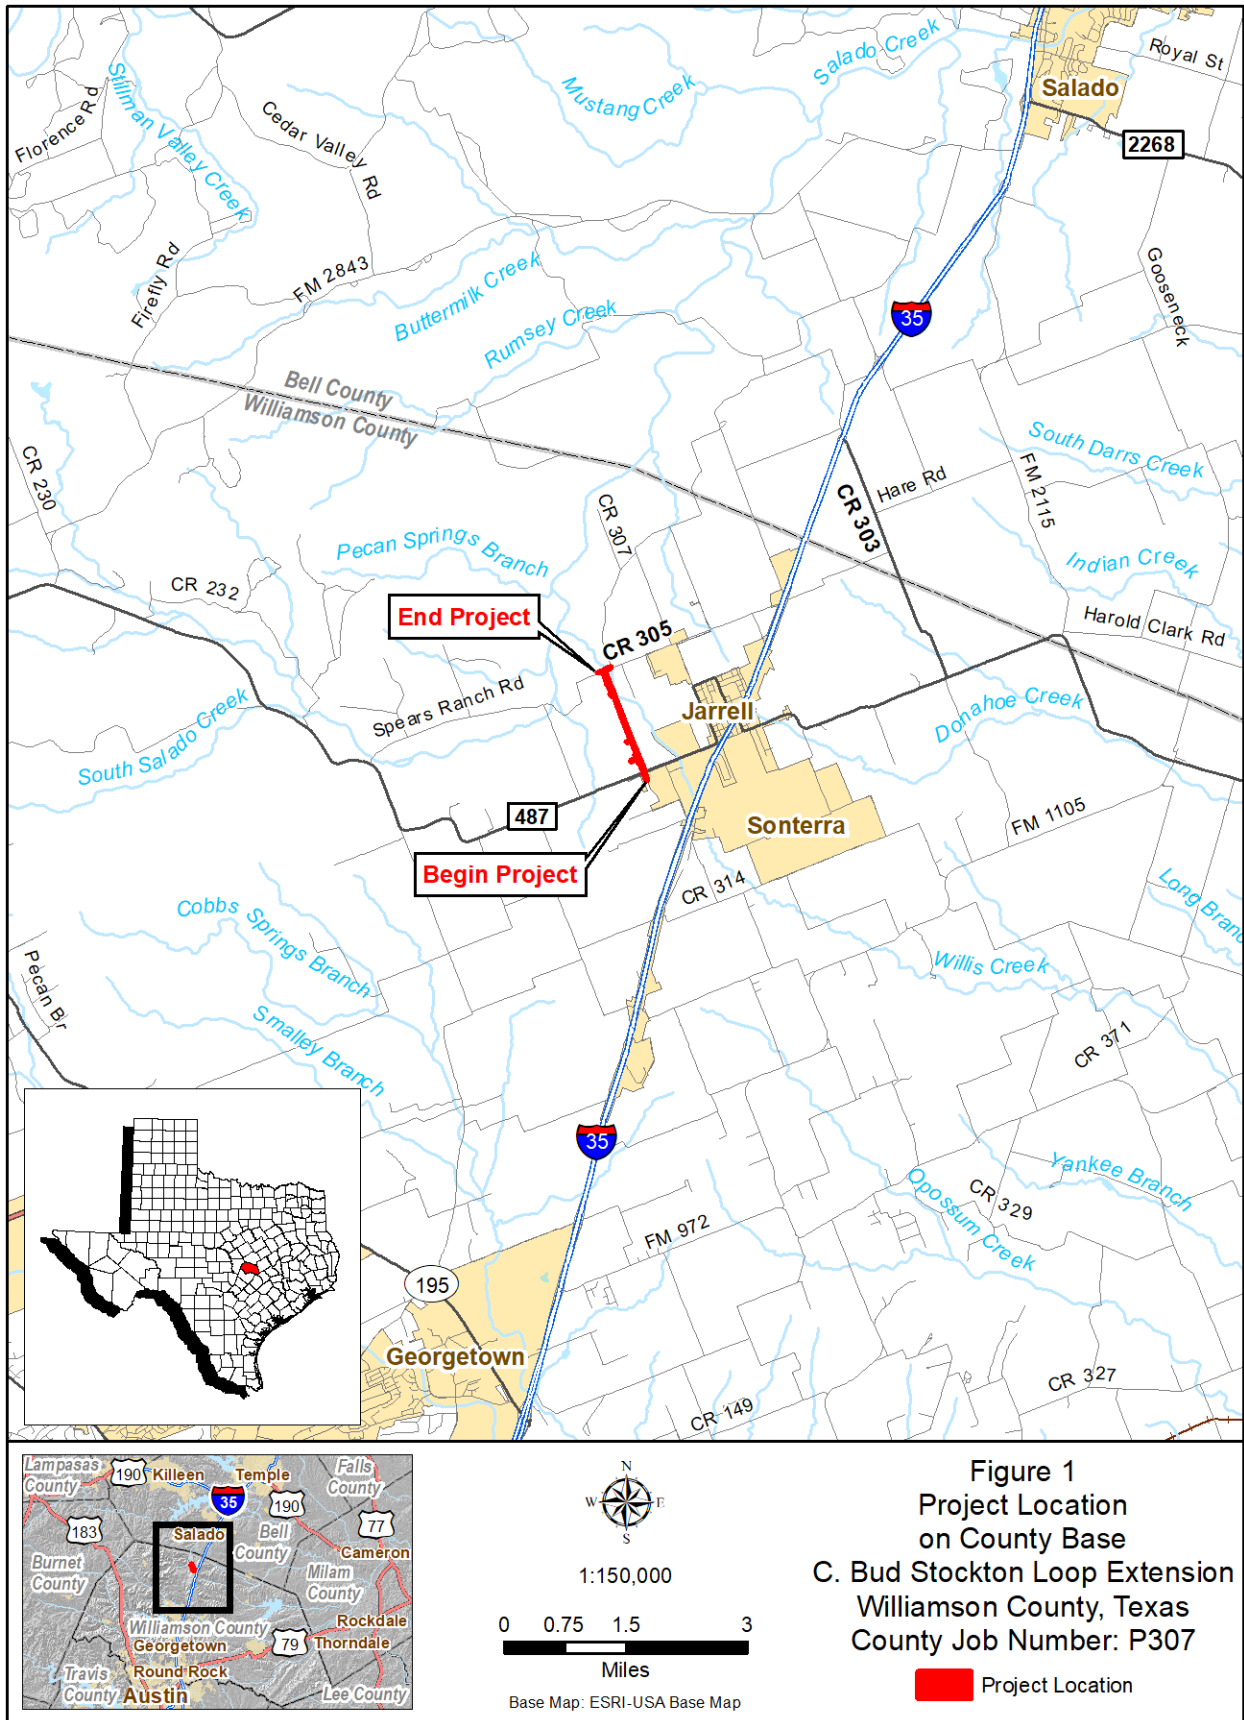 Salado Creek
Royal St
Mustang Creek
Salado
Stillman Valley Creek
Florence Rd
Cedar Valley Rd
2268
Firefly Rd
FM 2843
Gooseneck
Buttermilk Creek
Rumsey Creek
35
Bell County
Williamson County
CR 230
South Darrs Creek
Hare Rd
FM 2115
CR 303
CR 307
Pecan Springs Branch
Indian Creek
CR 232
End Project
CR 305
Harold Clark Rd
Spears Ranch Rd
Jarrell
Donahoe Creek
South Salado Creek
487
Sonterra
FM 1105
Begin Project
CR 314
Long Branc
Cobbs Springs Branch
Willis Creek
Pecan Br
Smalley Branch
CR 371
35
Yankee Branch
Opossum Creek
CR 329
FM 972
195
Georgetown
CR 327
CR 149
Lampasas
County
190
Killeen
Temple
Falls
County
35
190
183
77
Salado
Bell
County
Cameron
Burnet
County
Milam
County
Williamson County
Rockdale
Georgetown
79
Thorndale
Round Rock
Travis
County
Austin
Lee County
N
W
E
S
1:150,000
0 0.75 1.5 3
Miles
Base Map: ESRI-USA Base Map
Figure 1
Project Location
on County Base
C. Bud Stockton Loop Extension
Williamson County, Texas
County Job Number: P307
Project Location